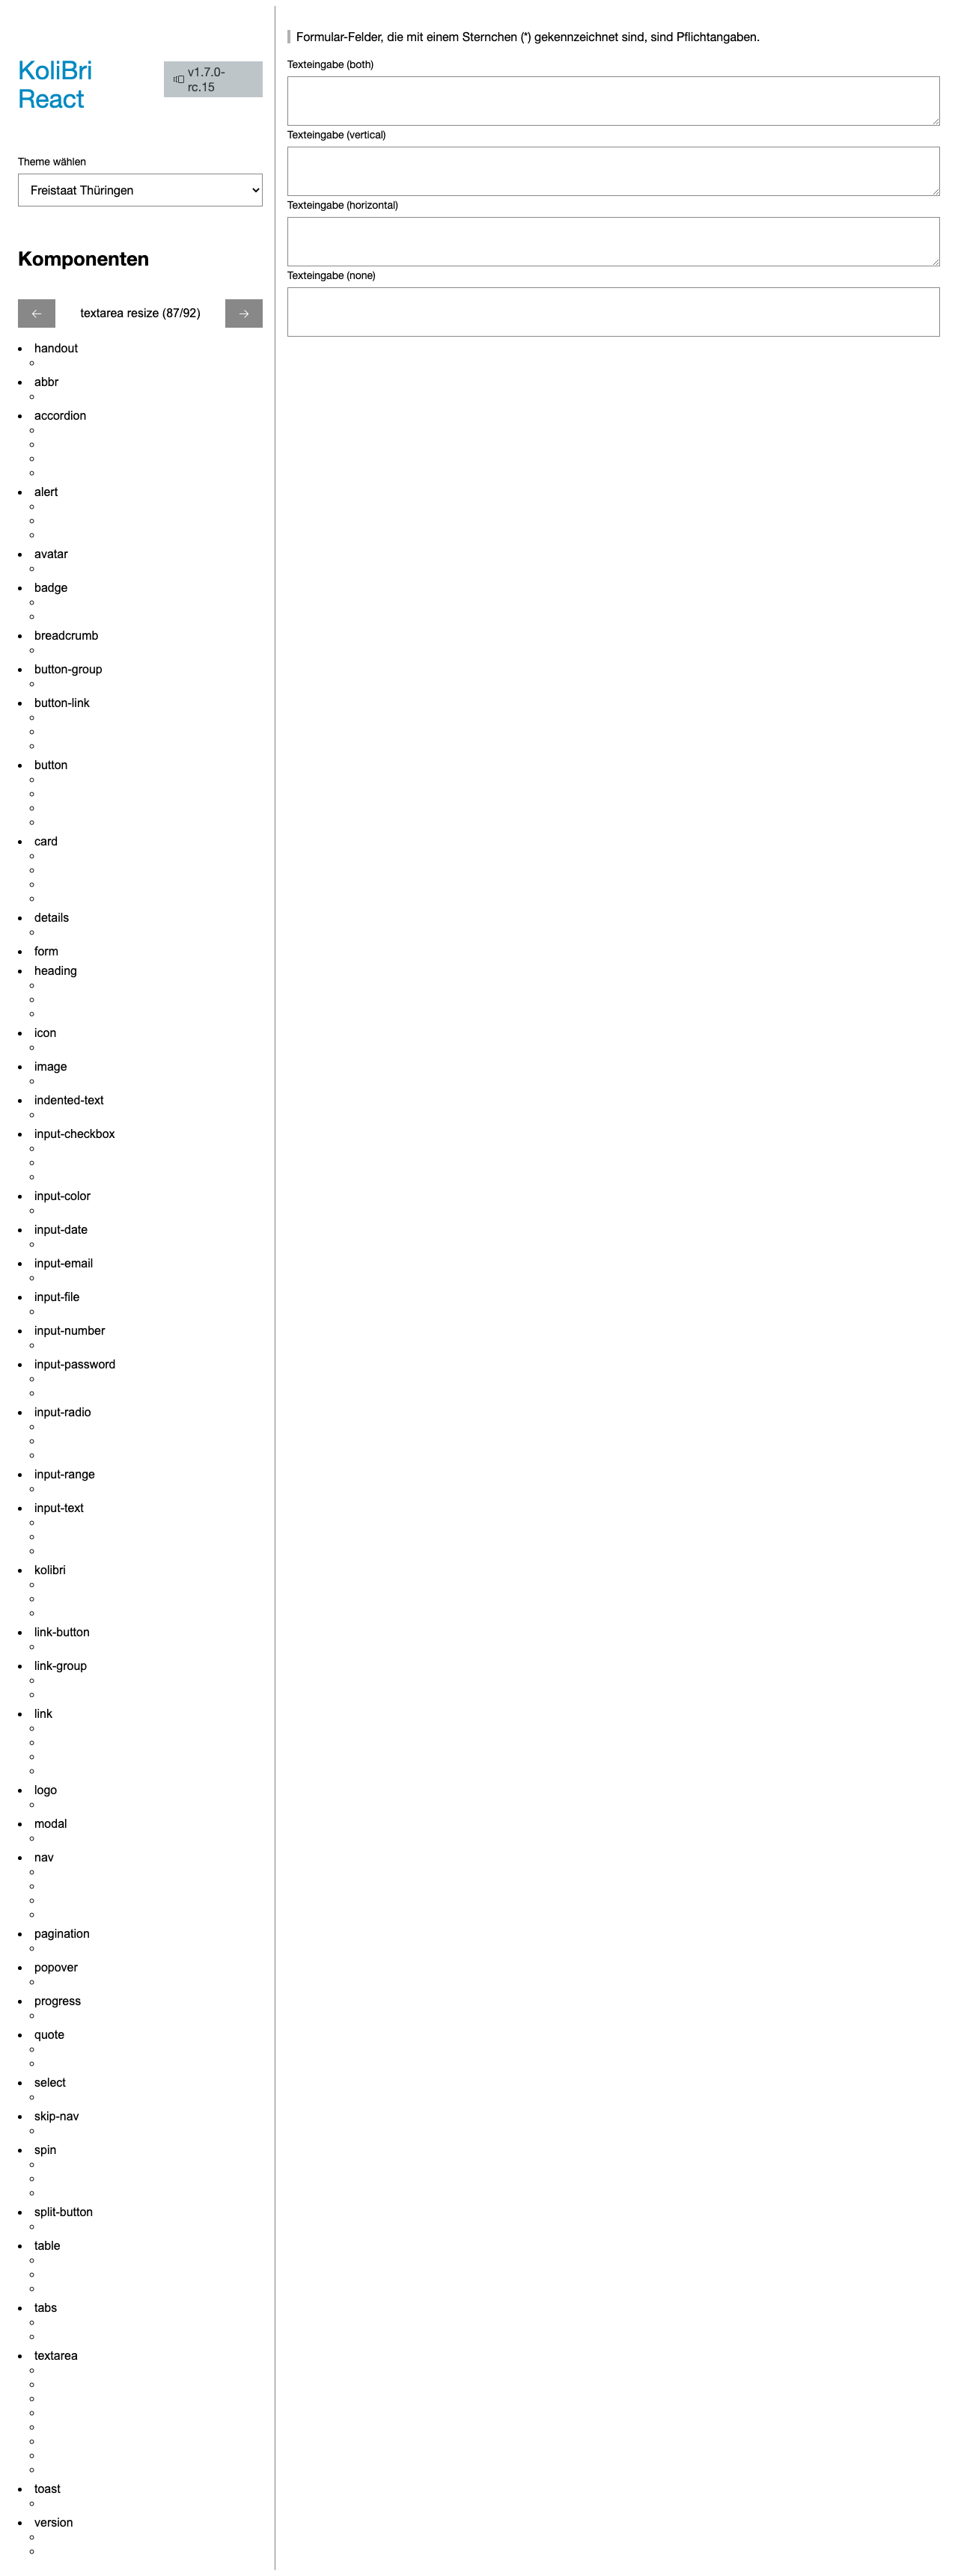 KoliBri
React
v1.7.0-
rc.15
Theme wählen
Freistaat Thüringen
Komponenten
← textarea resize (87/92) →
handout
abbr
accordion
alert
avatar
badge
breadcrumb
button-group
button-link
button
card
details
form
heading
icon
image
indented-text
input-checkbox
input-color
input-date
input-email
input-file
input-number
input-password
input-radio
input-range
input-text
kolibri
link-button
link-group
link
logo
modal
nav
pagination
popover
progress
quote
select
skip-nav
spin
split-button
table
tabs
textarea
toast
version
Formular-Felder, die mit einem Sternchen (*) gekennzeichnet sind, sind Pflichtangaben.
Texteingabe (both)
Texteingabe (vertical)
Texteingabe (horizontal)
Texteingabe (none)